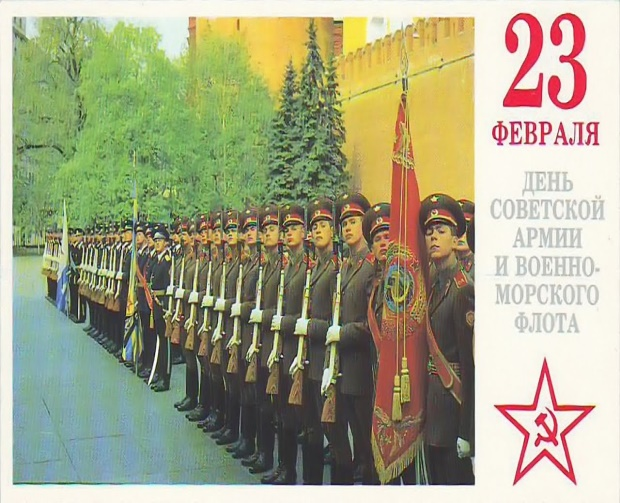 23
ФЕВРАЛЯ
ДЕНЬ
СОВЕТСКОЙ
АРМИИ
И ВОЕННО-
МОРСКОГО
ФЛОТА